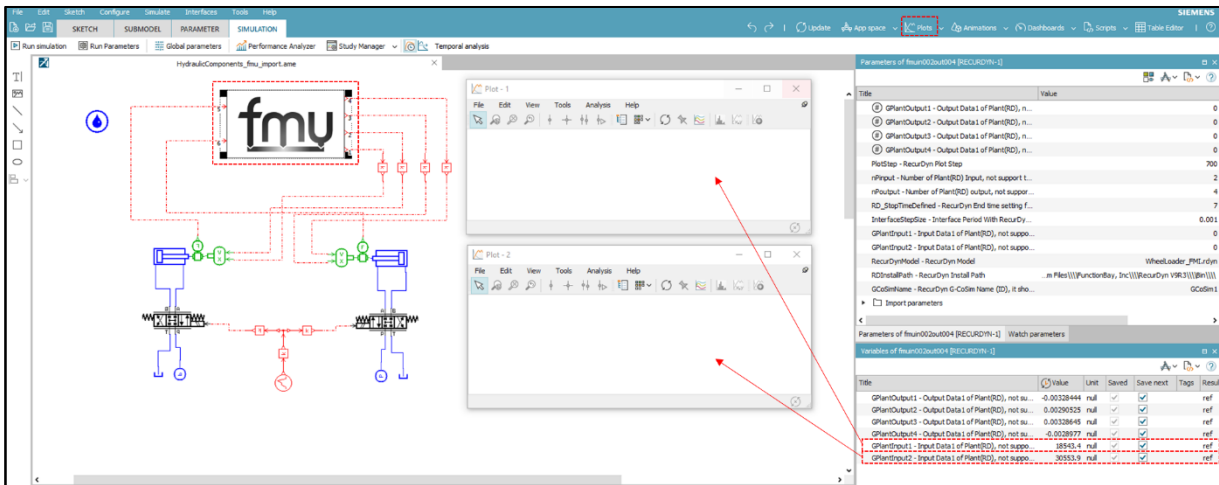 File Edit Sketch Configure Simulate Interfaces Tools Help
SIEMENS
SKETCH SUBMODEL PARAMETER SIMULATION
Update App space Plots Animations Dashboards Scripts Table Editor
Run simulation Run Parameters Global parameters Performance Analyzer Study Manager Temporal analysis
HydraulicComponents_fmu_import.ame
fmu
Plot - 1
File Edit View Tools Analysis Help
Plot - 2
File Edit View Tools Analysis Help
Parameters of fmuin002out004 [RECURDYN-1]
Title Value
GPlantOutput1 - Output Data1 of Plant(RD), n... 0
GPlantOutput2 - Output Data1 of Plant(RD), n... 0
GPlantOutput3 - Output Data1 of Plant(RD), n... 0
GPlantOutput4 - Output Data1 of Plant(RD), n... 0
PlotStep - RecurDyn Plot Step 700
nPinput - Number of Plant(RD) Input, not support t... 2
nPoutput - Number of Plant(RD) output, not suppor... 4
RD_StopTimeDefined - RecurDyn End time setting f... 7
InterfaceStepSize - Interface Period With RecurDy... 0.001
GPlantInput1 - Input Data1 of Plant(RD), not suppo... 0
GPlantInput2 - Input Data1 of Plant(RD), not suppo... 0
RecurDynModel - RecurDyn Model WheelLoader_FMI.rdyn
RDInstallPath - RecurDyn Install Path ...m Files\\\\FunctionBay, Inc\\\\RecurDyn V9R3\\\\Bin\\\\
GCoSimName - RecurDyn G-CoSim Name (ID), it sho... GCoSim1
Import parameters
Parameters of fmuin002out004 [RECURDYN-1] Watch parameters
Variables of fmuin002out004 [RECURDYN-1]
Title Value Unit Saved Save next Tags Resul
GPlantOutput1 - Output Data1 of Plant(RD), not su... -0.00328444 null ref
GPlantOutput2 - Output Data1 of Plant(RD), not su... 0.00290525 null ref
GPlantOutput3 - Output Data1 of Plant(RD), not su... 0.00328645 null ref
GPlantOutput4 - Output Data1 of Plant(RD), not su... -0.0028977 null ref
GPlantInput1 - Input Data1 of Plant(RD), not suppo... 18543.4 null ref
GPlantInput2 - Input Data1 of Plant(RD), not suppo... 30553.9 null ref